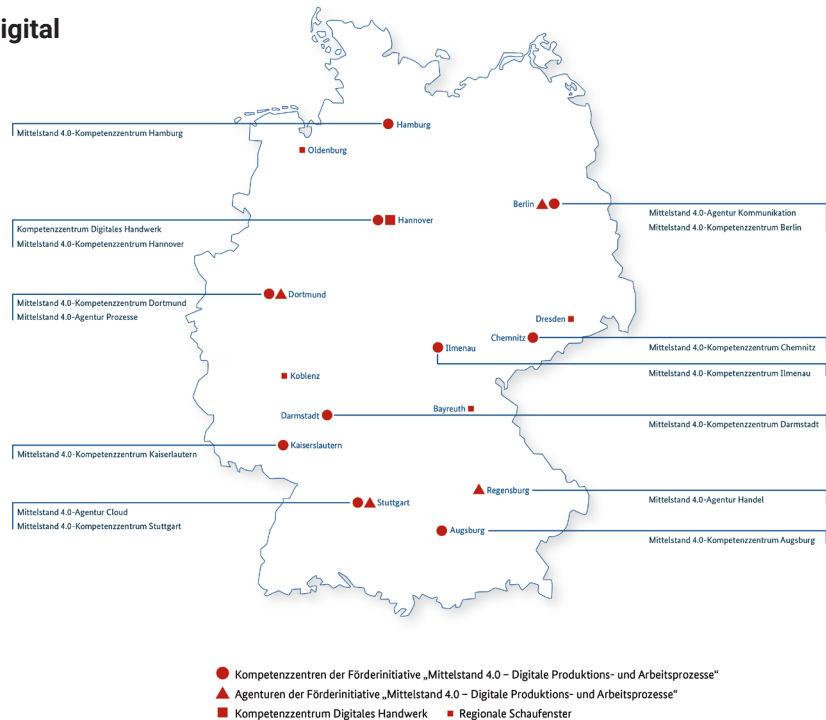 igital
Hamburg
Mittelstand 4.0-Kompetenzzentrum Hamburg
Oldenburg
Berlin
Mittelstand 4.0-Agentur Kommunikation
Mittelstand 4.0-Kompetenzzentrum Berlin
Hannover
Kompetenzzentrum Digitales Handwerk
Mittelstand 4.0-Kompetenzzentrum Hannover
Dortmund
Mittelstand 4.0-Kompetenzzentrum Dortmund
Mittelstand 4.0-Agentur Prozesse
Dresden
Chemnitz
Mittelstand 4.0-Kompetenzzentrum Chemnitz
Ilmenau
Mittelstand 4.0-Kompetenzzentrum Ilmenau
Koblenz
Bayreuth
Darmstadt
Mittelstand 4.0-Kompetenzzentrum Darmstadt
Kaiserslautern
Mittelstand 4.0-Kompetenzzentrum Kaiserlautern
Regensburg
Mittelstand 4.0-Agentur Handel
Stuttgart
Mittelstand 4.0-Agentur Cloud
Mittelstand 4.0-Kompetenzzentrum Stuttgart
Augsburg
Mittelstand 4.0-Kompetenzzentrum Augsburg
Kompetenzzentren der Förderinitiative „Mittelstand 4.0 – Digitale Produktions- und Arbeitsprozesse“
Agenturen der Förderinitiative „Mittelstand 4.0 – Digitale Produktions- und Arbeitsprozesse“
Kompetenzzentrum Digitales Handwerk Regionale Schaufenster